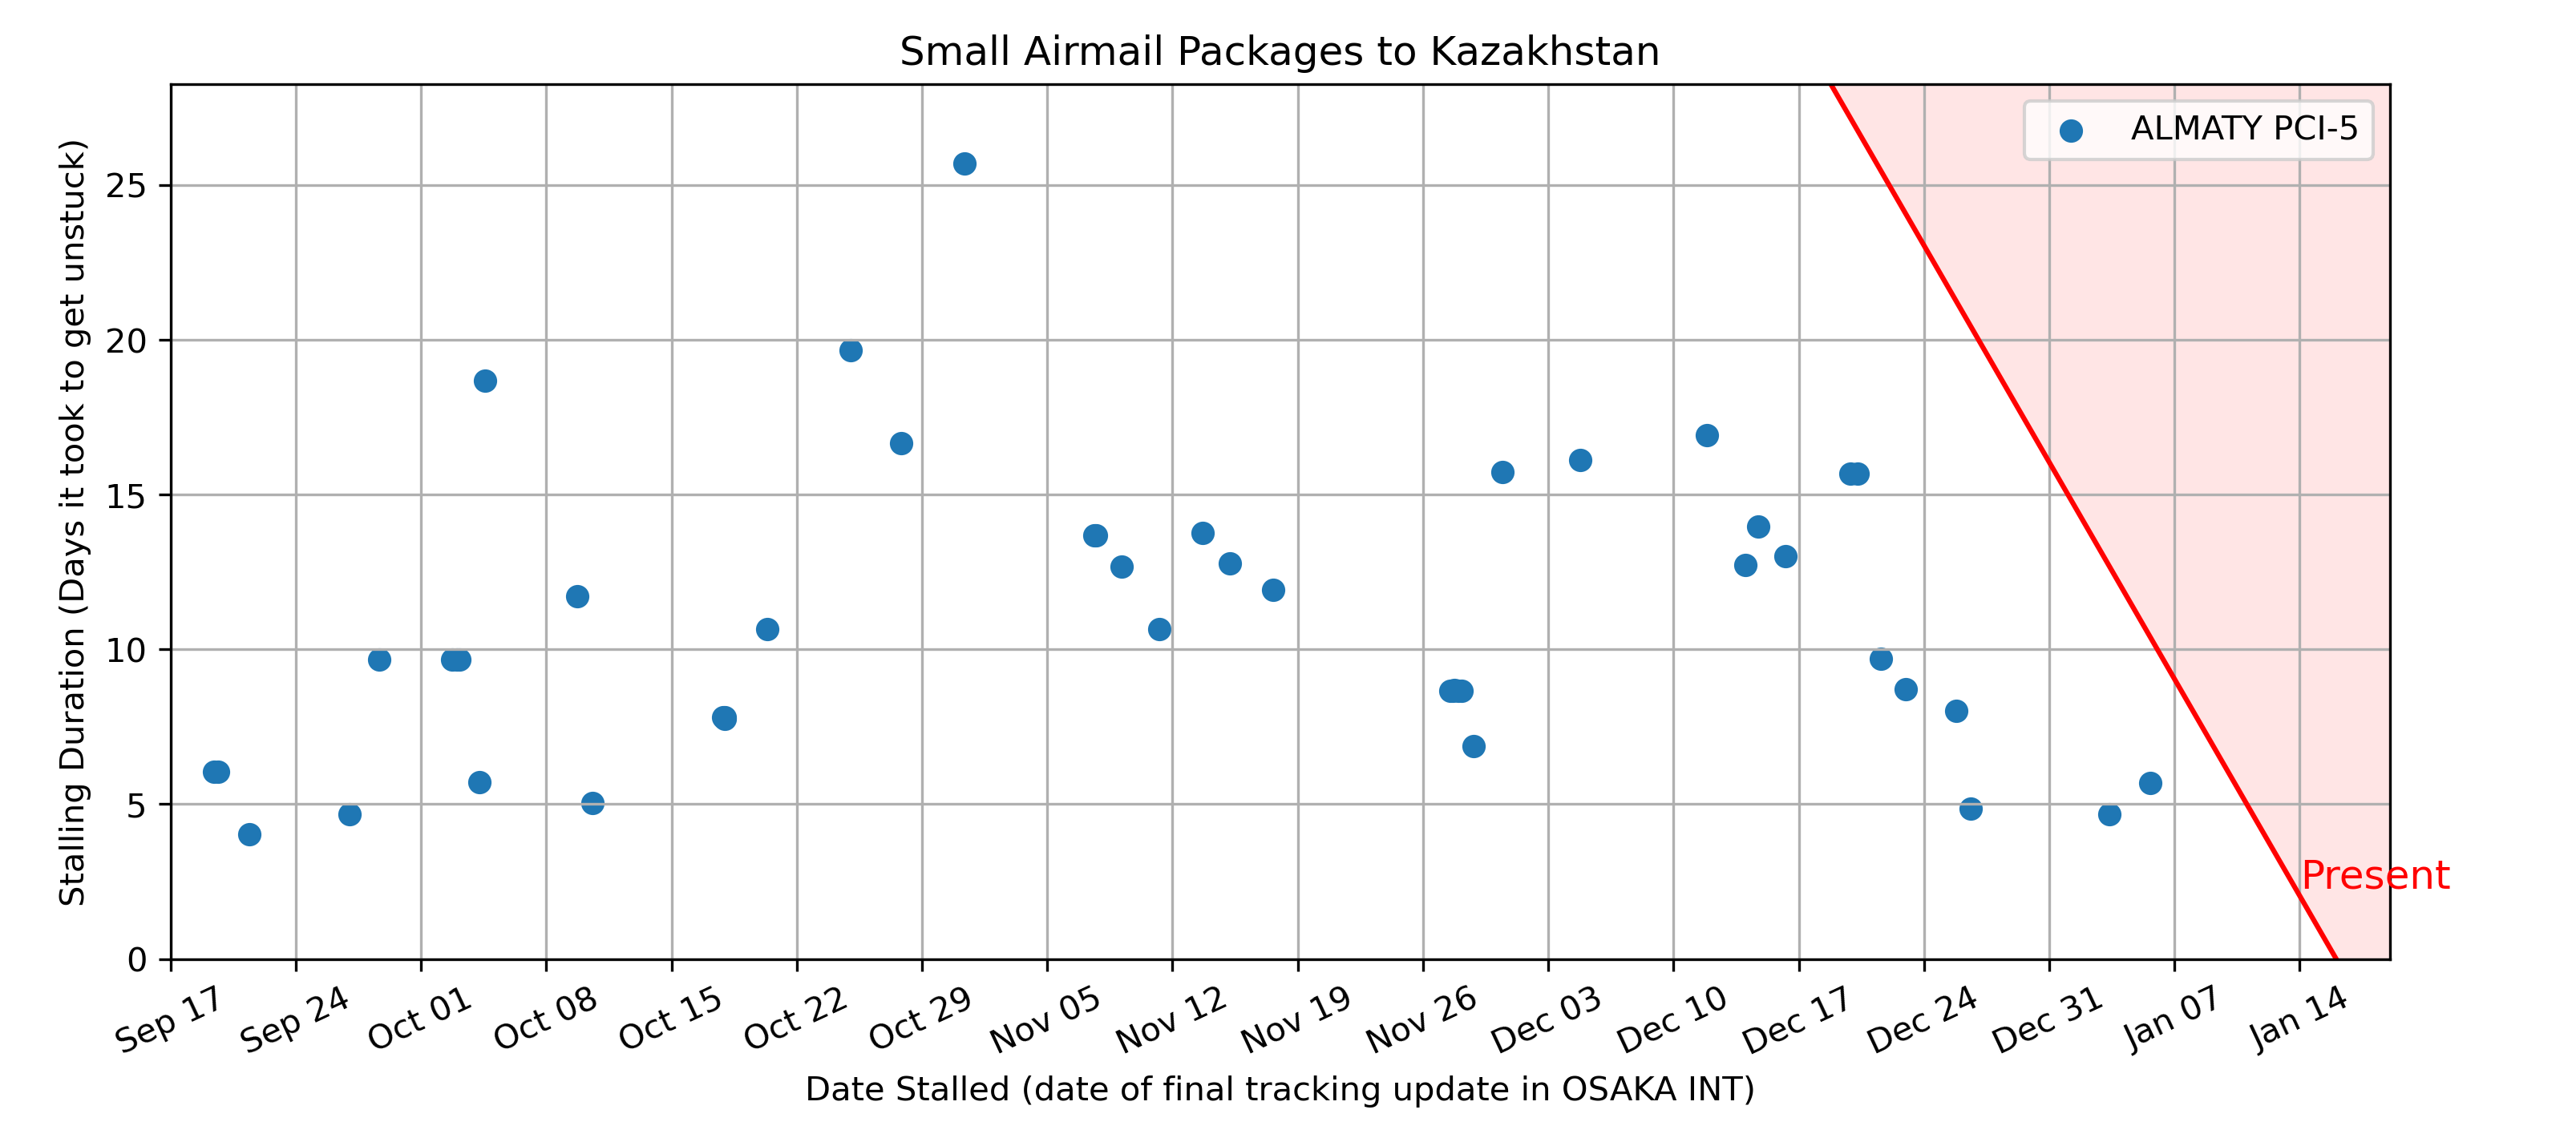 Small Airmail Packages to Kazakhstan
ALMATY PCI-5
Stalling Duration (Days it took to get unstuck)
25
20
15
10
5
0
Present
Sep 17
Sep 24
Oct 01
Oct 08
Oct 15
Oct 22
Oct 29
Nov 05
Nov 12
Nov 19
Nov 26
Dec 03
Dec 10
Dec 17
Dec 24
Dec 31
Jan 07
Jan 14
Date Stalled (date of final tracking update in OSAKA INT)